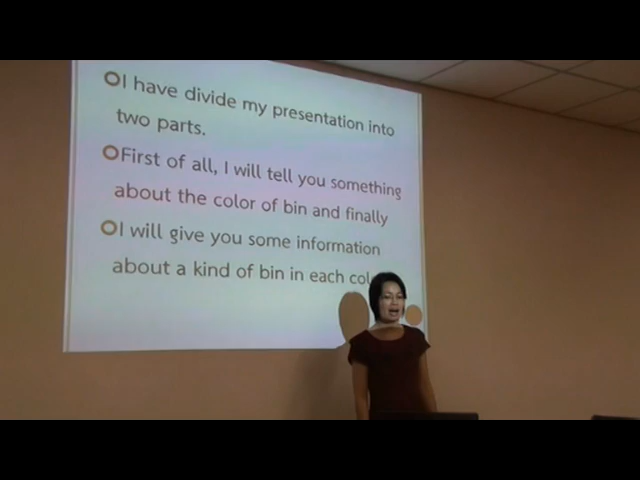 I have divide my presentation into
two parts.
First of all, I will tell you something
about the color of bin and finally
I will give you some information
about a kind of bin in each